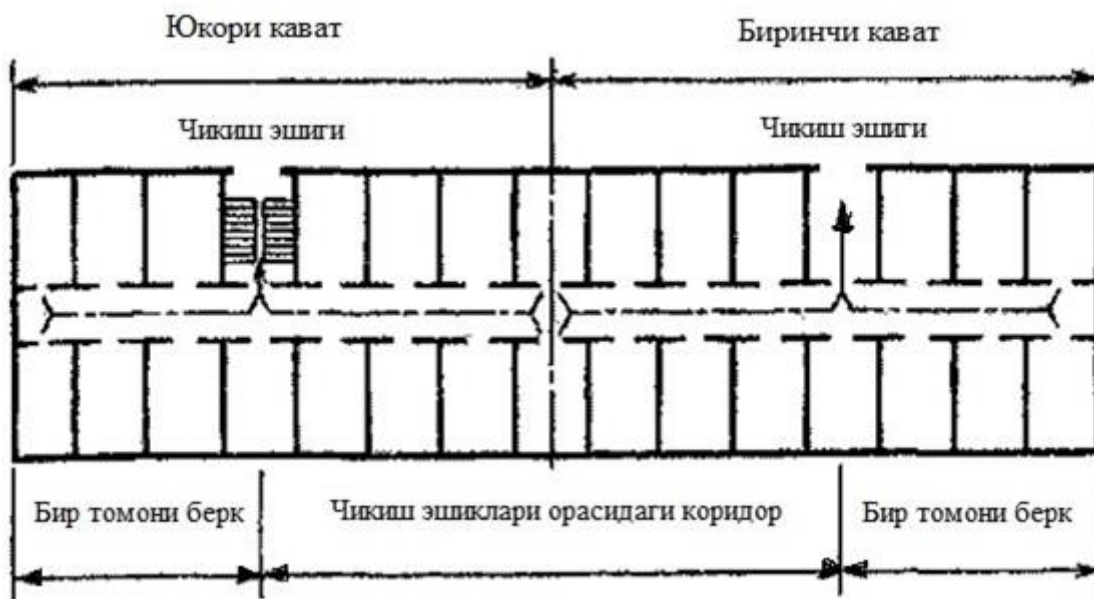 Юкори кават
Биринчи кават
Чикиш эшиги
Чикиш эшиги
Бир томони берк
Чикиш эшиклари орасидаги коридор
Бир томони берк